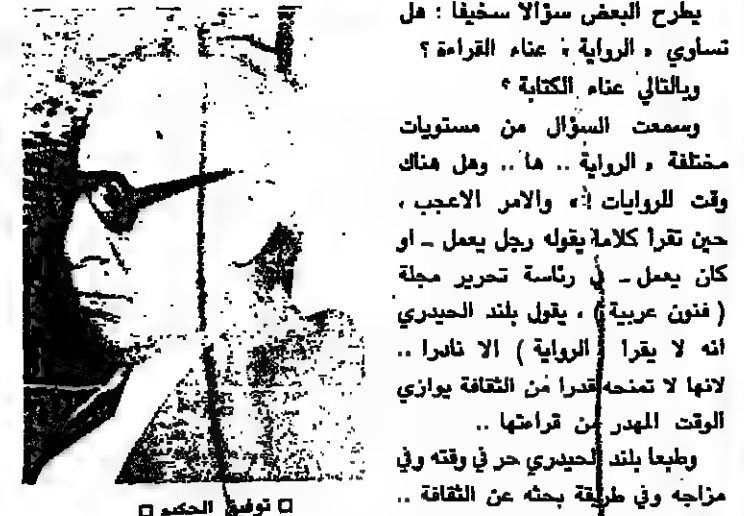 يطرح البعض سؤالا سخيفا : هل
تساوي « الرواية » عناء القراءة ؟
وبالتالي عناء الكتابة ؟
وسمعت السؤال من مستويات
مختلفة « الرواية .. ها .. وهل هناك
وقت للروايات !» والامر الاعجب ،
حين تقرا كلاما يقوله رجل يعمل ـ او
كان يعمل ـ في رئاسة تحرير مجلة
( فنون عربية ) ، يقول بلند الحيدري
انه لا يقرا ( الرواية ) الا نادرا ..
لانها لا تمنحه قدرا من الثقافة يوازي
الوقت المهدر من قراءتها ..
وطبعا بلند الحيدري حر في وقته وفي
مزاجه وفي طريقة بحثه عن الثقافة ..
□ توفيق الحكيم □